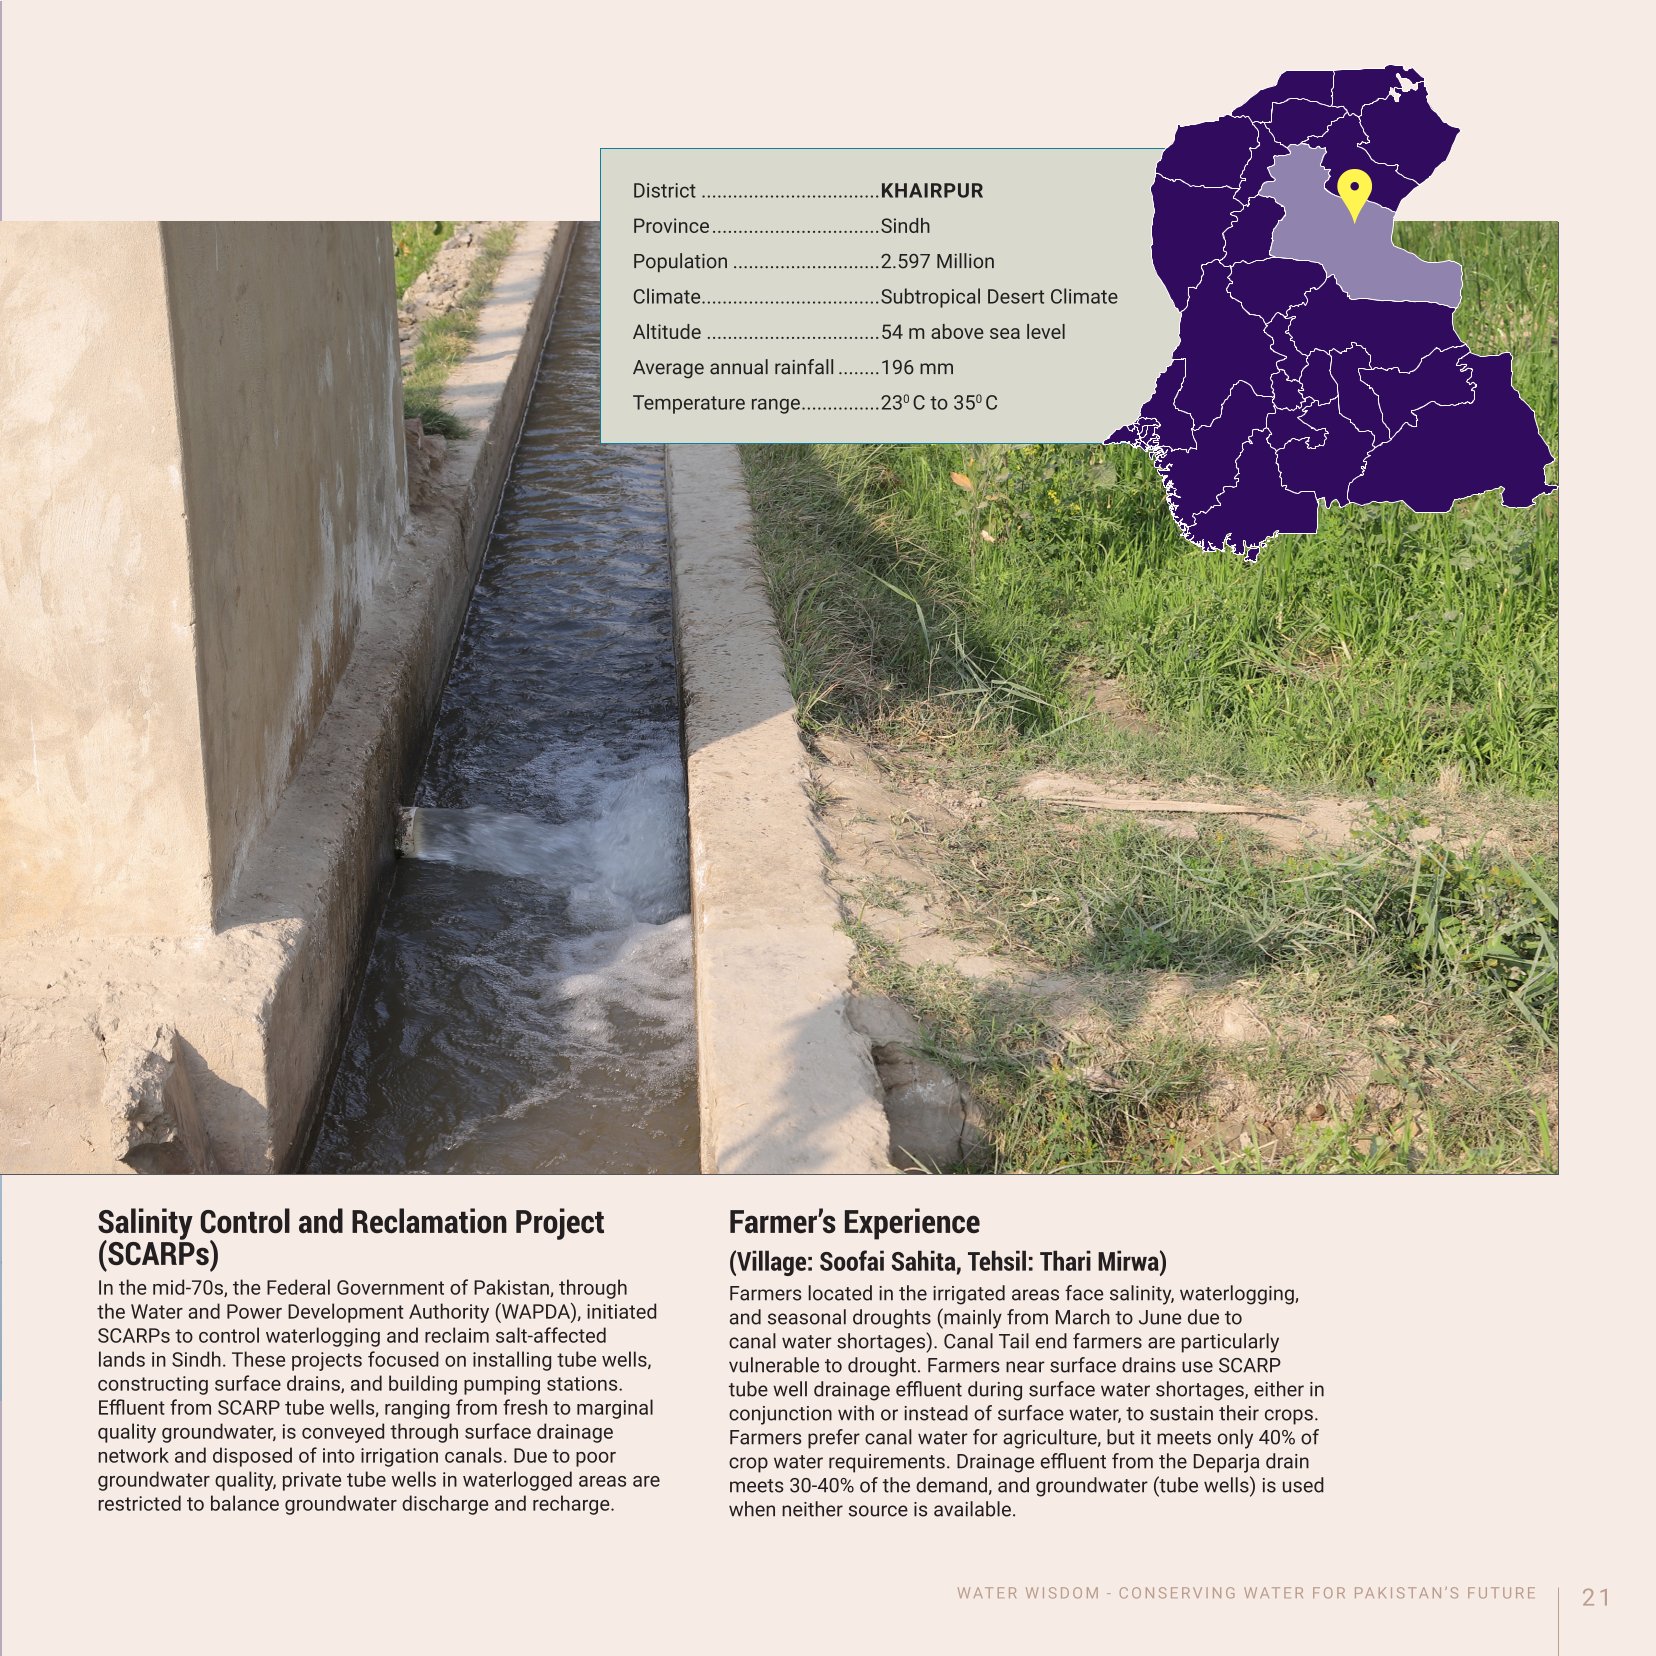 District ..................................KHAIRPUR
Province................................Sindh
Population ............................2.597 Million
Climate..................................Subtropical Desert Climate
Altitude .................................54 m above sea level
Average annual rainfall ........196 mm
Temperature range...............23⁰ C to 35⁰ C
Salinity Control and Reclamation Project
(SCARPs)
In the mid-70s, the Federal Government of Pakistan, through
the Water and Power Development Authority (WAPDA), initiated
SCARPs to control waterlogging and reclaim salt-affected
lands in Sindh. These projects focused on installing tube wells,
constructing surface drains, and building pumping stations.
Effluent from SCARP tube wells, ranging from fresh to marginal
quality groundwater, is conveyed through surface drainage
network and disposed of into irrigation canals. Due to poor
groundwater quality, private tube wells in waterlogged areas are
restricted to balance groundwater discharge and recharge.
Farmer’s Experience
(Village: Soofai Sahita, Tehsil: Thari Mirwa)
Farmers located in the irrigated areas face salinity, waterlogging,
and seasonal droughts (mainly from March to June due to
canal water shortages). Canal Tail end farmers are particularly
vulnerable to drought. Farmers near surface drains use SCARP
tube well drainage effluent during surface water shortages, either in
conjunction with or instead of surface water, to sustain their crops.
Farmers prefer canal water for agriculture, but it meets only 40% of
crop water requirements. Drainage effluent from the Deparja drain
meets 30-40% of the demand, and groundwater (tube wells) is used
when neither source is available.
WATER WISDOM - CONSERVING WATER FOR PAKISTAN’S FUTURE
21